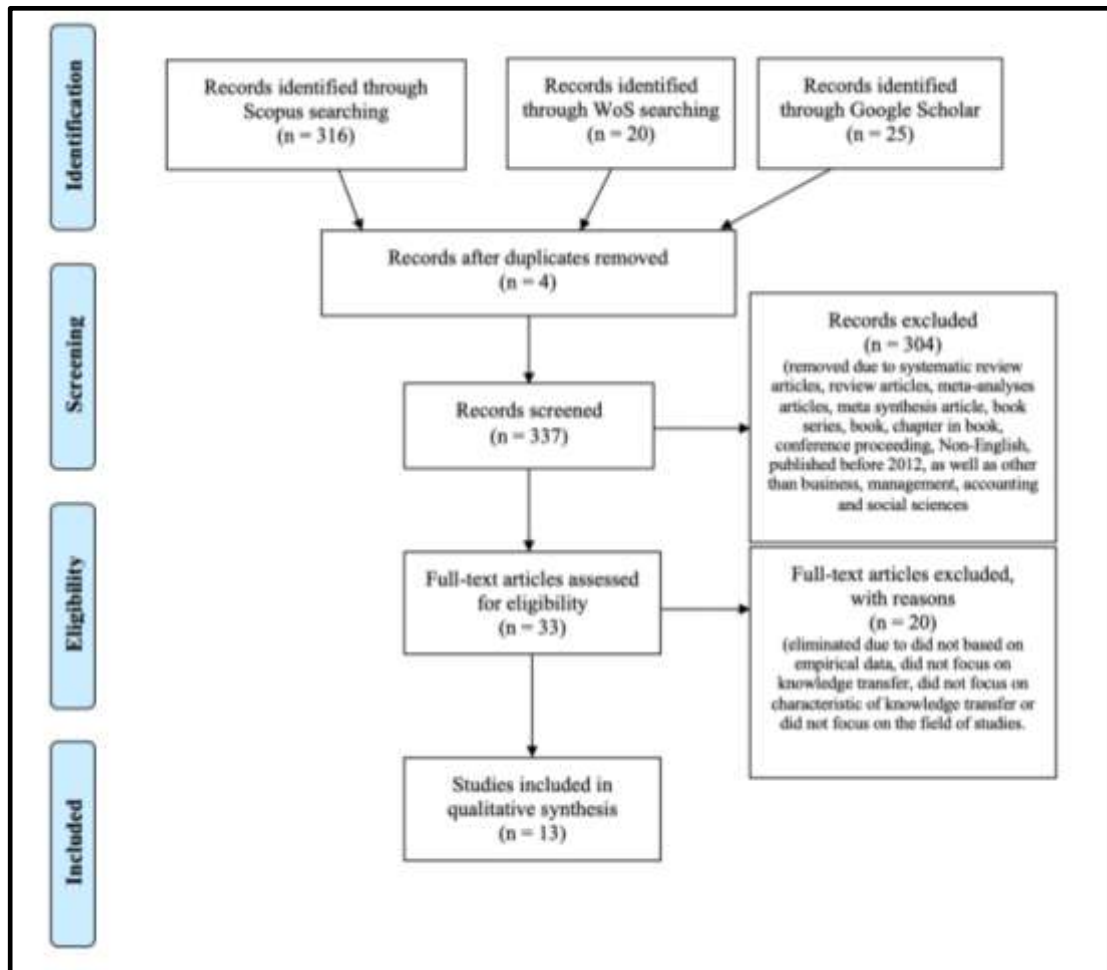 Identification
Records identified through
Scopus searching
(n = 316)
Records identified
through WoS searching
(n = 20)
Records identified
through Google Scholar
(n = 25)
Records after duplicates removed
(n = 4)
Screening
Records screened
(n = 337)
Records excluded
(n = 304)
(removed due to systematic review
articles, review articles, meta-analyses
articles, meta synthesis article, book
series, book, chapter in book,
conference proceeding, Non-English,
published before 2012, as well as other
than business, management, accounting
and social sciences
Eligibility
Full-text articles assessed
for eligibility
(n = 33)
Full-text articles excluded,
with reasons
(n = 20)
(eliminated due to did not based on
empirical data, did not focus on
knowledge transfer, did not focus on
characteristic of knowledge transfer or
did not focus on the field of studies.
Included
Studies included in
qualitative synthesis
(n = 13)